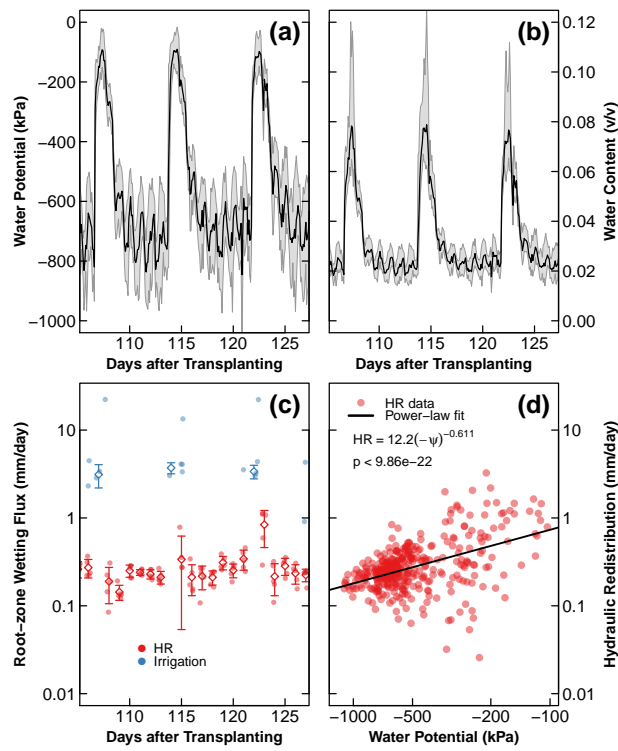 (a)
0
−200
−400
−600
−800
−1000
Water Potential (kPa)
110 115 120 125
Days after Transplanting
(b)
0.12
0.10
0.08
0.06
0.04
0.02
0.00
Water Content (v/v)
110 115 120 125
Days after Transplanting
(c)
10
1
0.1
0.01
Root−zone Wetting Flux (mm/day)
HR
Irrigation
110 115 120 125
Days after Transplanting
(d)
HR data
Power−law fit
HR = 12.2(−ψ)^−0.611
p < 9.86e−22
10
1
0.1
0.01
Hydraulic Redistribution (mm/day)
−1000 −500 −200 −100
Water Potential (kPa)